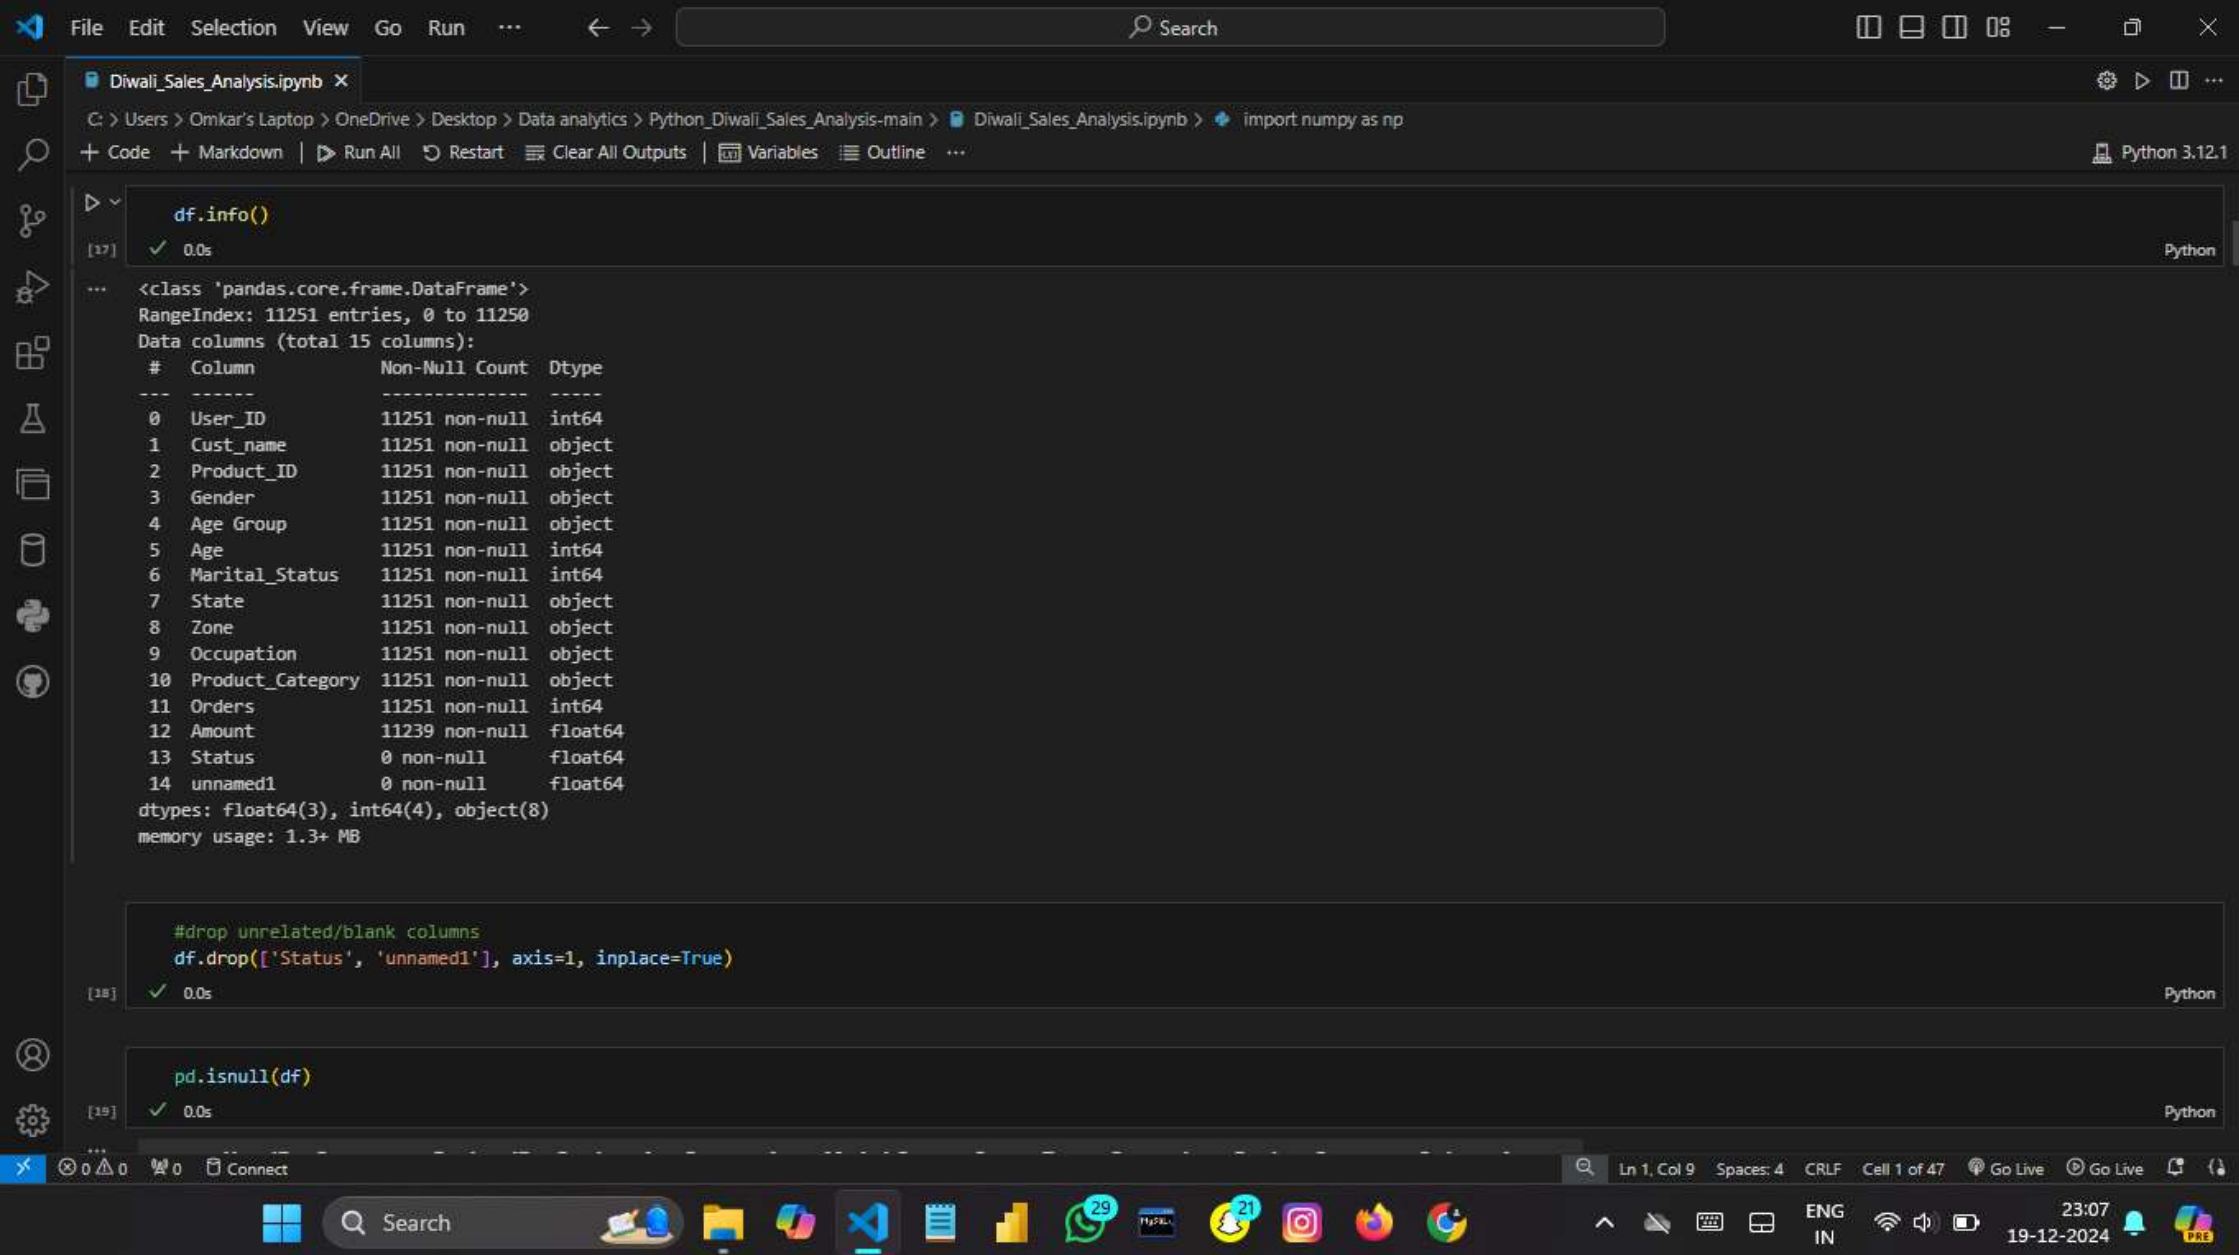 File Edit Selection View Go Run ··· Search
Diwali_Sales_Analysis.ipynb
C: > Users > Omkar's Laptop > OneDrive > Desktop > Data analytics > Python_Diwali_Sales_Analysis-main > Diwali_Sales_Analysis.ipynb > import numpy as np
+ Code + Markdown | Run All Restart Clear All Outputs | Variables Outline ··· Python 3.12.1
df.info()
[17] 0.0s Python
<class 'pandas.core.frame.DataFrame'>
RangeIndex: 11251 entries, 0 to 11250
Data columns (total 15 columns):
# Column Non-Null Count Dtype
--- ------ -------------- -----
0 User_ID 11251 non-null int64
1 Cust_name 11251 non-null object
2 Product_ID 11251 non-null object
3 Gender 11251 non-null object
4 Age Group 11251 non-null object
5 Age 11251 non-null int64
6 Marital_Status 11251 non-null int64
7 State 11251 non-null object
8 Zone 11251 non-null object
9 Occupation 11251 non-null object
10 Product_Category 11251 non-null object
11 Orders 11251 non-null int64
12 Amount 11239 non-null float64
13 Status 0 non-null float64
14 unnamed1 0 non-null float64
dtypes: float64(3), int64(4), object(8)
memory usage: 1.3+ MB
#drop unrelated/blank columns
df.drop(['Status', 'unnamed1'], axis=1, inplace=True)
[18] 0.0s Python
pd.isnull(df)
[19] 0.0s Python
0 0 0 Connect Ln 1, Col 9 Spaces: 4 CRLF Cell 1 of 47 Go Live Go Live
Search 29 MySQL 21 ENG 23:07
IN 19-12-2024 PRE